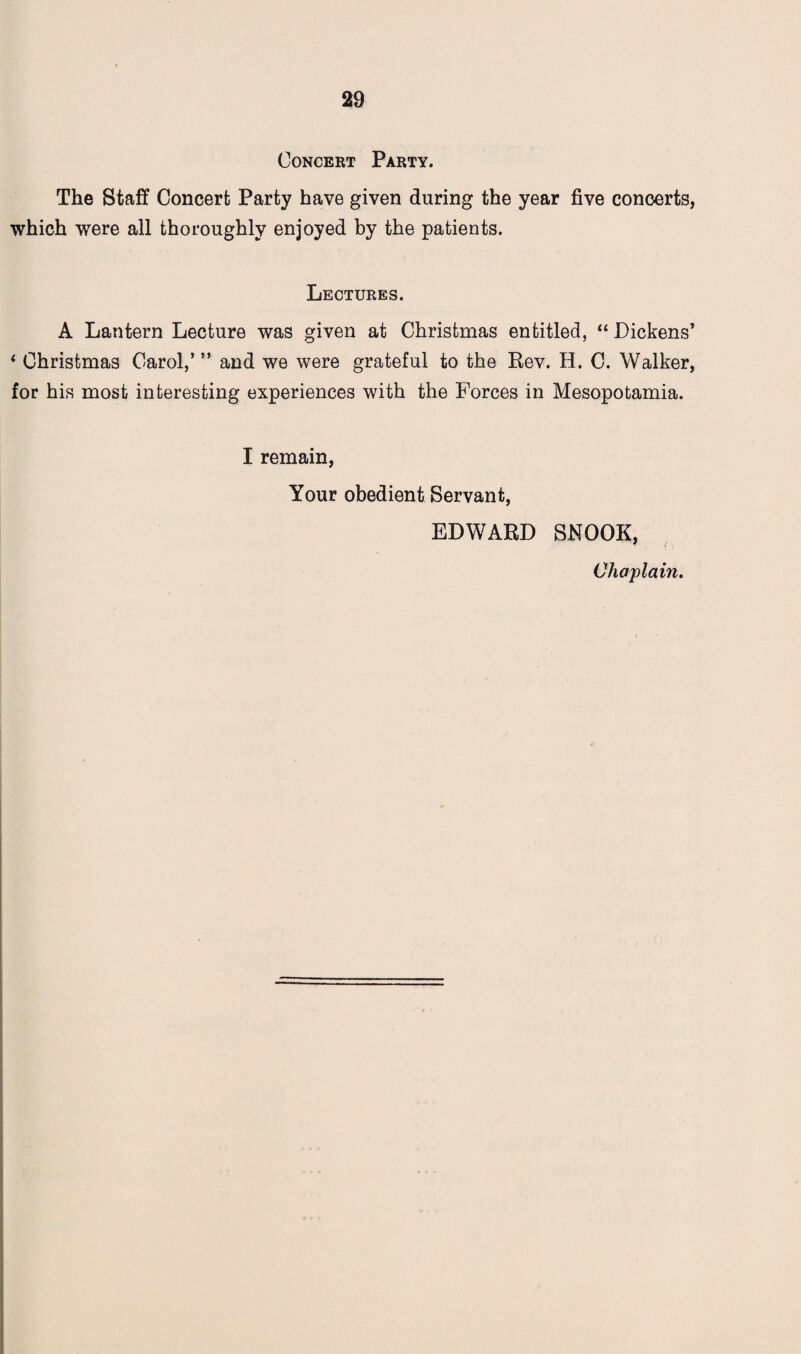 29
Concert Party.
The Staff Concert Party have given during the year five concerts,
which were all thoroughly enjoyed by the patients.
Lectures.
A Lantern Lecture was given at Christmas entitled, “ Dickens’
‘ Christmas Carol,’ ” and we were grateful to the Rev. H. C. Walker,
for his most interesting experiences with the Forces in Mesopotamia.
I remain,
Your obedient Servant,
EDWARD SNOOK,
Chaplain.